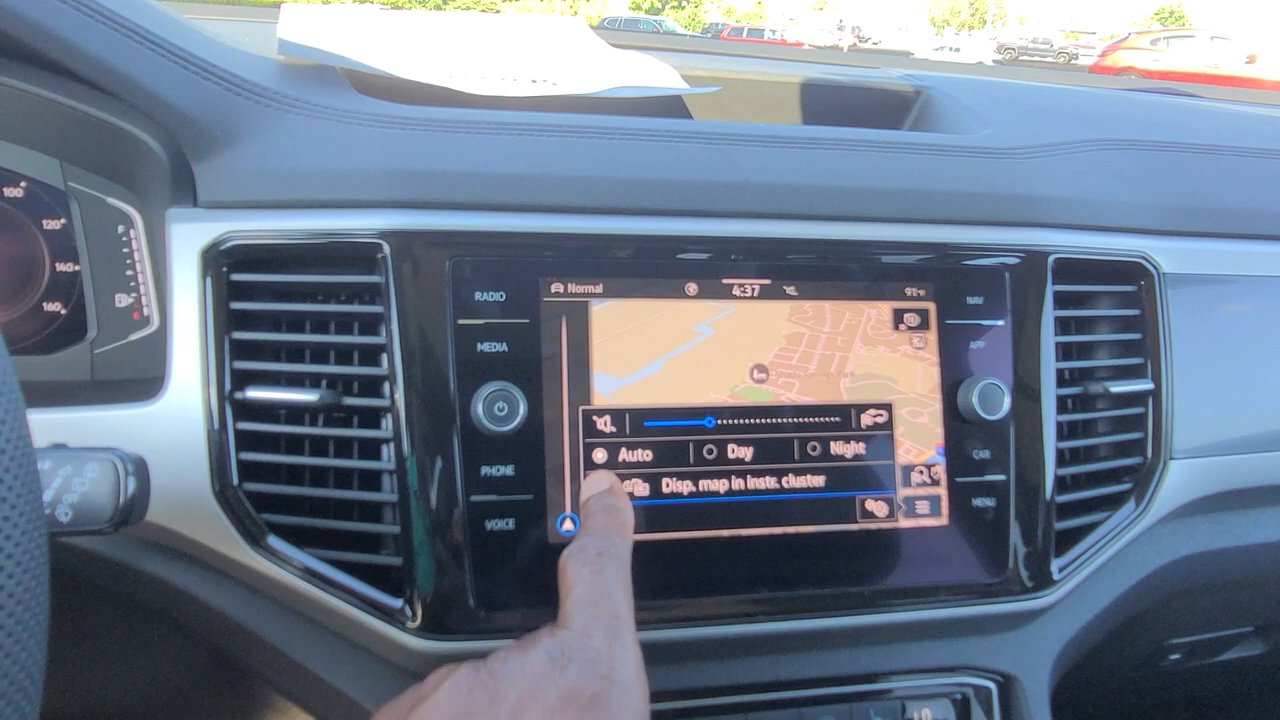 100
120
140
160
RADIO
MEDIA
PHONE
VOICE
Normal
4:37
91°F
Auto
Day
Night
Disp. map in instr. cluster
NAV
APP
CAR
MENU